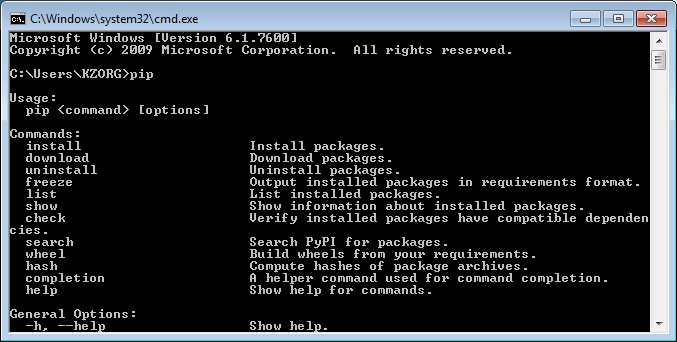 C:\Windows\system32\cmd.exe
Microsoft Windows [Version 6.1.7600]
Copyright (c) 2009 Microsoft Corporation.  All rights reserved.
C:\Users\KZORG>pip
Usage:
  pip <command> [options]
Commands:
  install                     Install packages.
  download                    Download packages.
  uninstall                   Uninstall packages.
  freeze                      Output installed packages in requirements format.
  list                        List installed packages.
  show                        Show information about installed packages.
  check                       Verify installed packages have compatible dependen
cies.
  search                      Search PyPI for packages.
  wheel                       Build wheels from your requirements.
  hash                        Compute hashes of package archives.
  completion                  A helper command used for command completion.
  help                        Show help for commands.
General Options:
  -h, --help                  Show help.